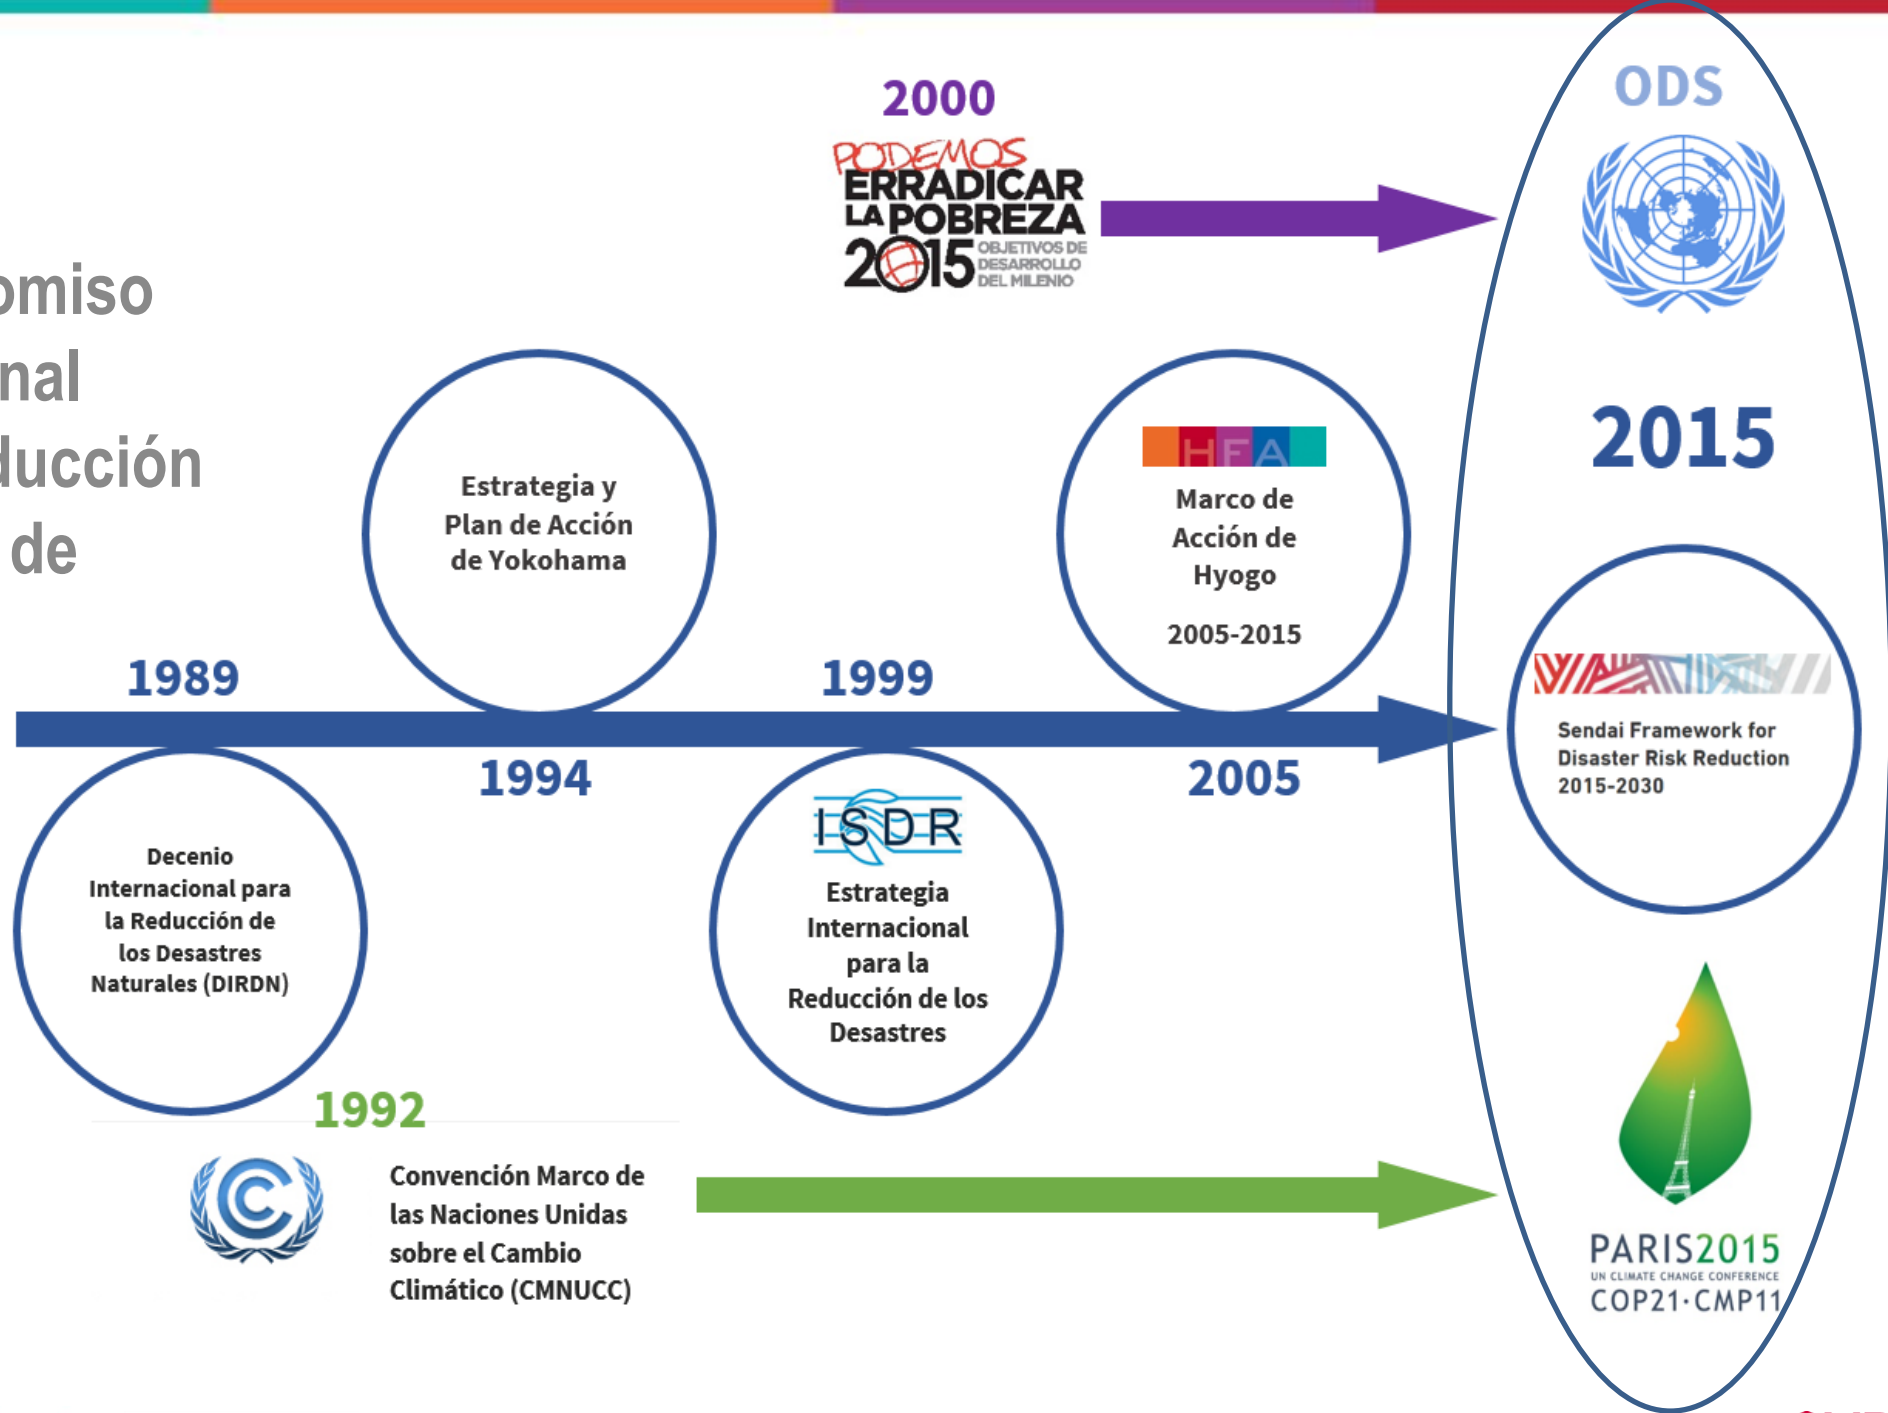 omiso
nal
ducción
de
2000
PODEMOS
ERRADICAR
LA POBREZA
2015
OBJETIVOS DE
DESARROLLO
DEL MILENIO
ODS
2015
Estrategia y
Plan de Acción
de Yokohama
HFA
Marco de
Acción de
Hyogo
2005-2015
1989
1999
1994
2005
Sendai Framework for
Disaster Risk Reduction
2015-2030
Decenio
Internacional para
la Reducción de
los Desastres
Naturales (DIRDN)
ISDR
Estrategia
Internacional
para la
Reducción de los
Desastres
1992
Convención Marco de
las Naciones Unidas
sobre el Cambio
Climático (CMNUCC)
PARIS2015
UN CLIMATE CHANGE CONFERENCE
COP21·CMP11